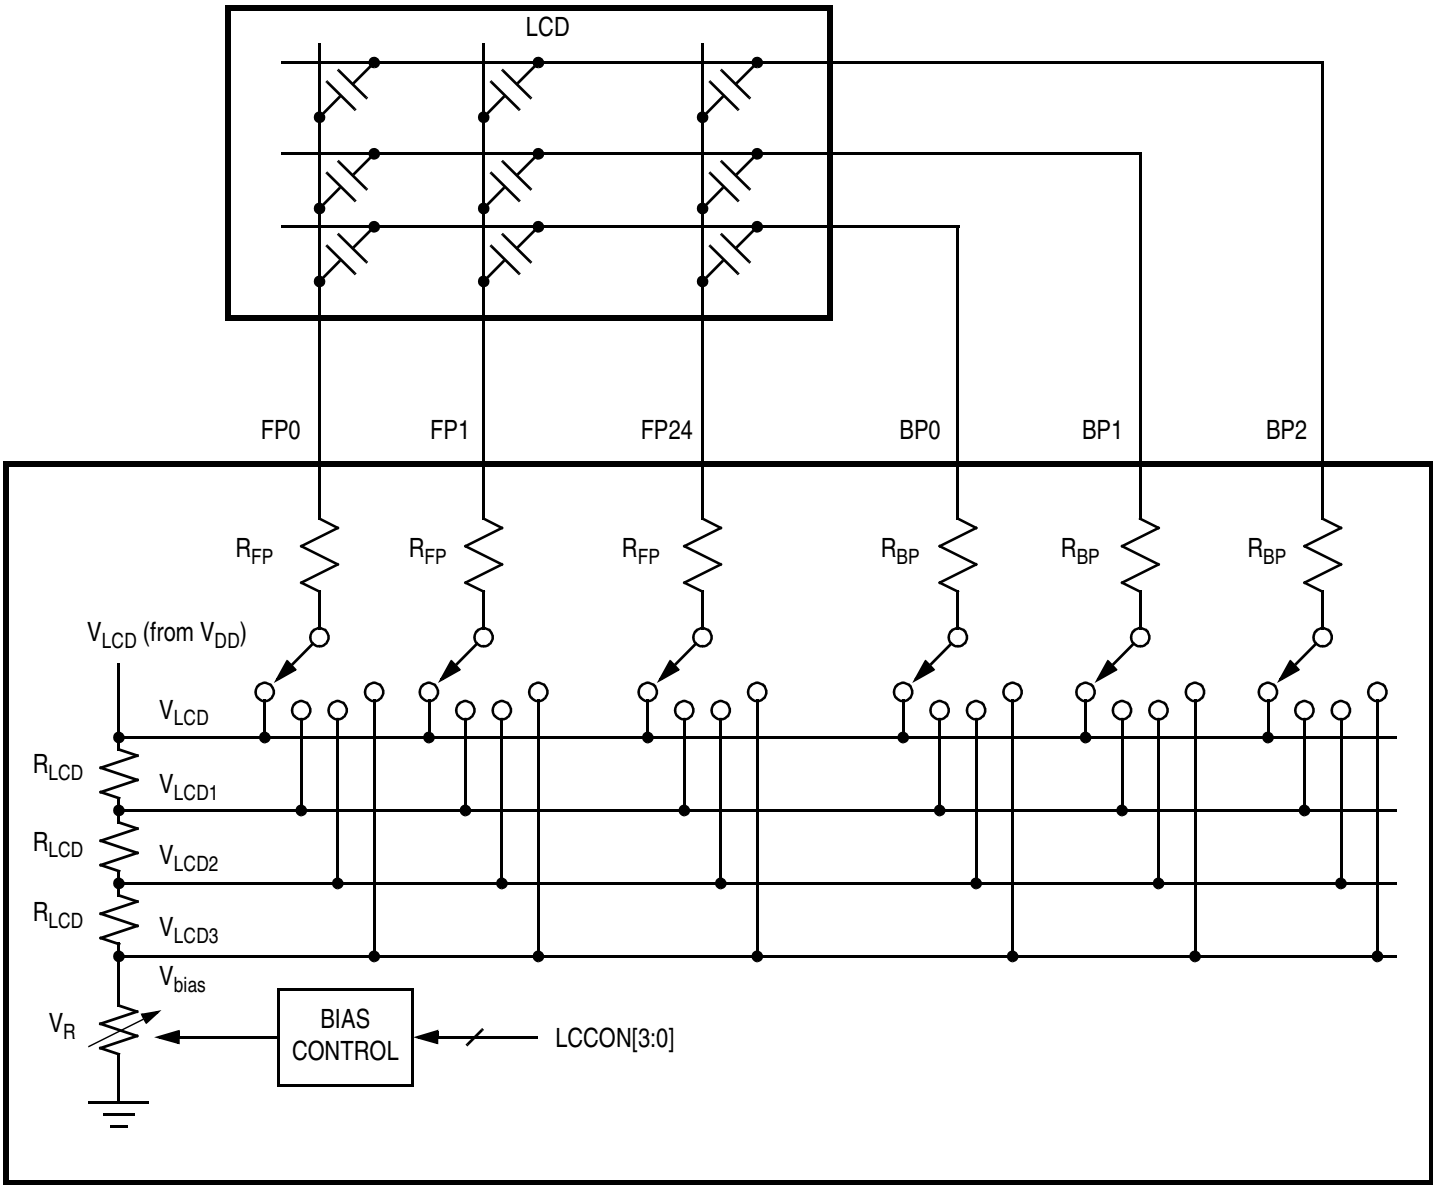 LCD
FP0 FP1 FP24 BP0 BP1 BP2
RFP RFP RFP RBP RBP RBP
VLCD (from VDD)
VLCD
RLCD
VLCD1
RLCD
VLCD2
RLCD
VLCD3
Vbias
VR
BIAS
CONTROL
LCCON[3:0]